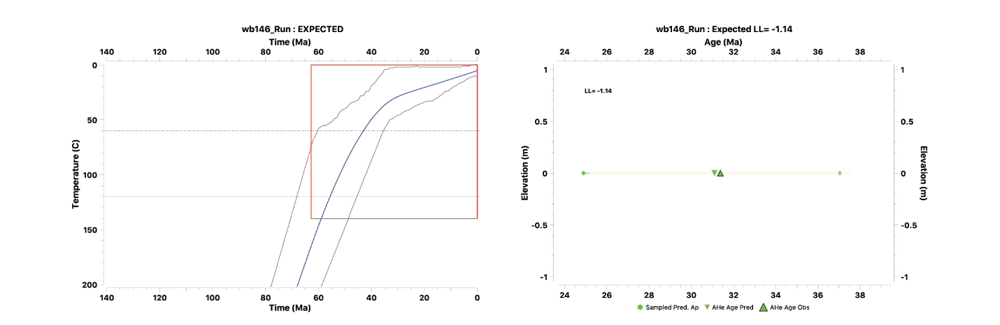 wb146_Run : EXPECTED
Time (Ma)
140 120 100 80 60 40 20 0
0
50
100
150
200
Temperature (C)
140 120 100 80 60 40 20 0
Time (Ma)
wb146_Run : Expected LL= -1.14
Age (Ma)
24 26 28 30 32 34 36 38
1 1
LL= -1.14
0.5 0.5
0 0
-0.5 -0.5
-1 -1
Elevation (m)
Elevation (m)
24 26 28 30 32 34 36 38
Sampled Pred. Ap AHe Age Pred AHe Age Obs